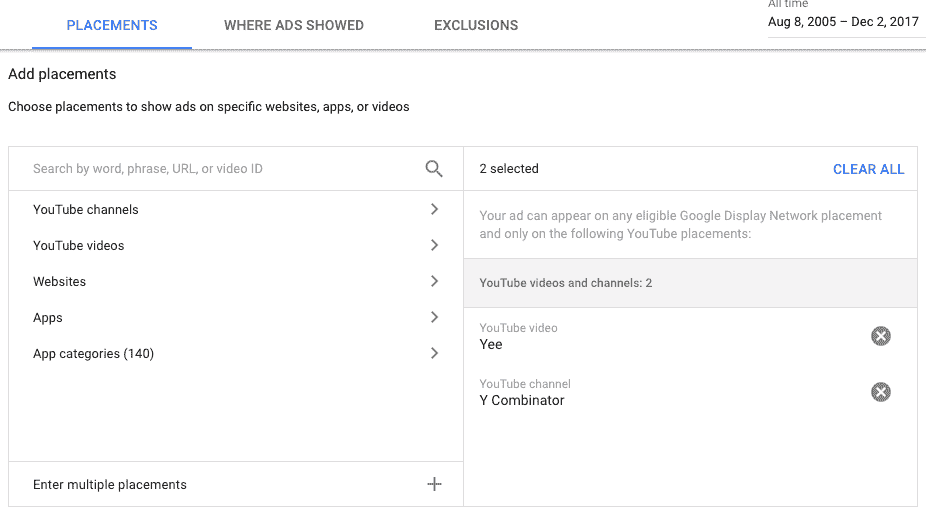 PLACEMENTS
WHERE ADS SHOWED
EXCLUSIONS
All time
Aug 8, 2005 – Dec 2, 2017
Add placements
Choose placements to show ads on specific websites, apps, or videos
Search by word, phrase, URL, or video ID
YouTube channels
YouTube videos
Websites
Apps
App categories (140)
Enter multiple placements
2 selected
CLEAR ALL
Your ad can appear on any eligible Google Display Network placement
and only on the following YouTube placements:
YouTube videos and channels: 2
YouTube video
Yee
YouTube channel
Y Combinator